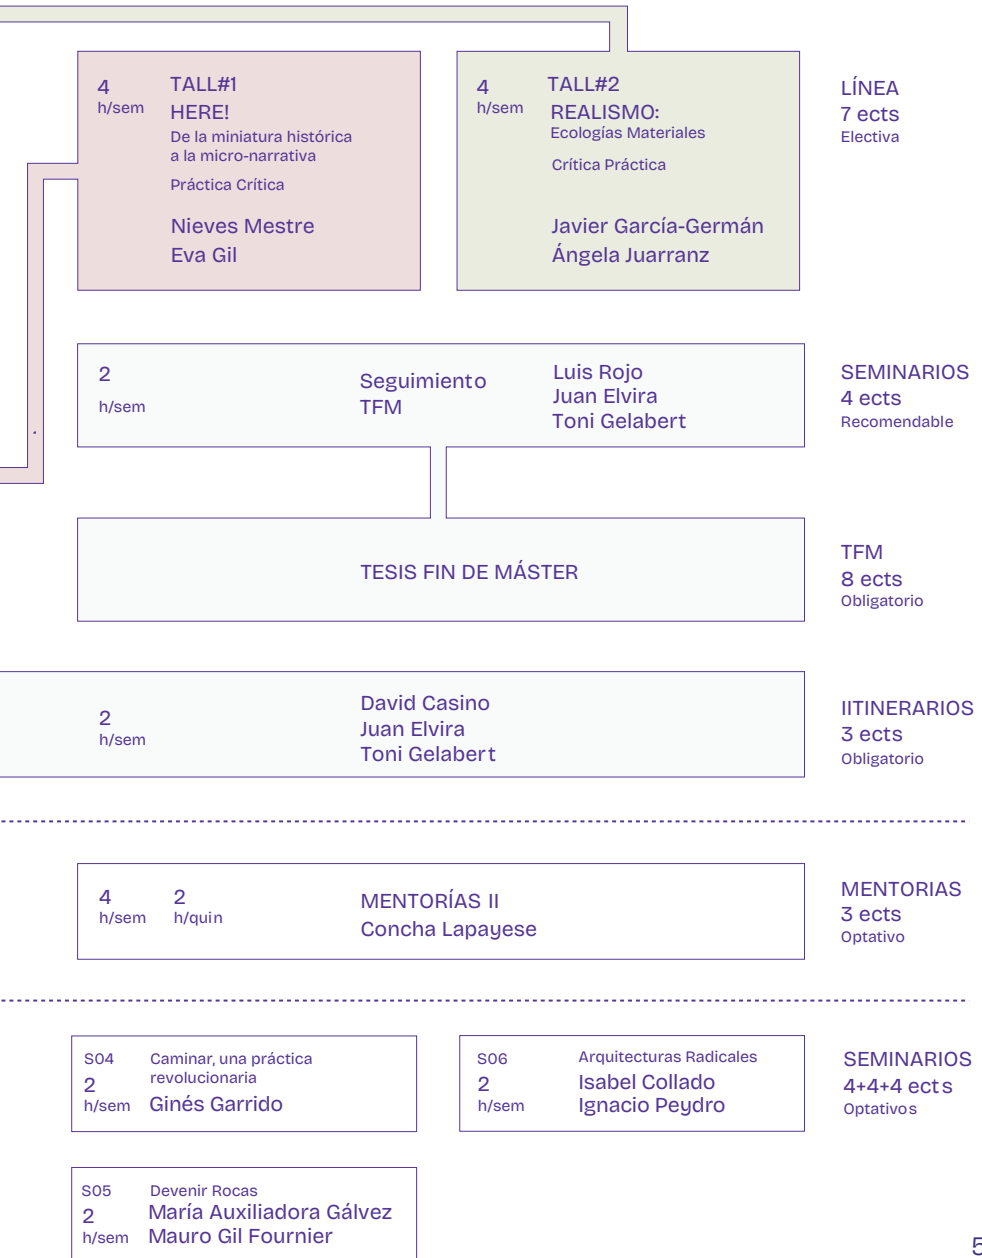 4
h/sem
TALL#1
HERE!
De la miniatura histórica
a la micro-narrativa
Práctica Crítica
Nieves Mestre
Eva Gil
4
h/sem
TALL#2
REALISMO:
Ecologías Materiales
Crítica Práctica
Javier García-Germán
Ángela Juarranz
LÍNEA
7 ects
Electiva
2
h/sem
Seguimiento
TFM
Luis Rojo
Juan Elvira
Toni Gelabert
SEMINARIOS
4 ects
Recomendable
TESIS FIN DE MÁSTER
TFM
8 ects
Obligatorio
2
h/sem
David Casino
Juan Elvira
Toni Gelabert
IITINERARIOS
3 ects
Obligatorio
4
h/sem
2
h/quin
MENTORÍAS II
Concha Lapayese
MENTORIAS
3 ects
Optativo
S04
2
h/sem
Caminar, una práctica
revolucionaria
Ginés Garrido
S06
2
h/sem
Arquitecturas Radicales
Isabel Collado
Ignacio Peydro
SEMINARIOS
4+4+4 ects
Optativos
S05
2
h/sem
Devenir Rocas
María Auxiliadora Gálvez
Mauro Gil Fournier
5